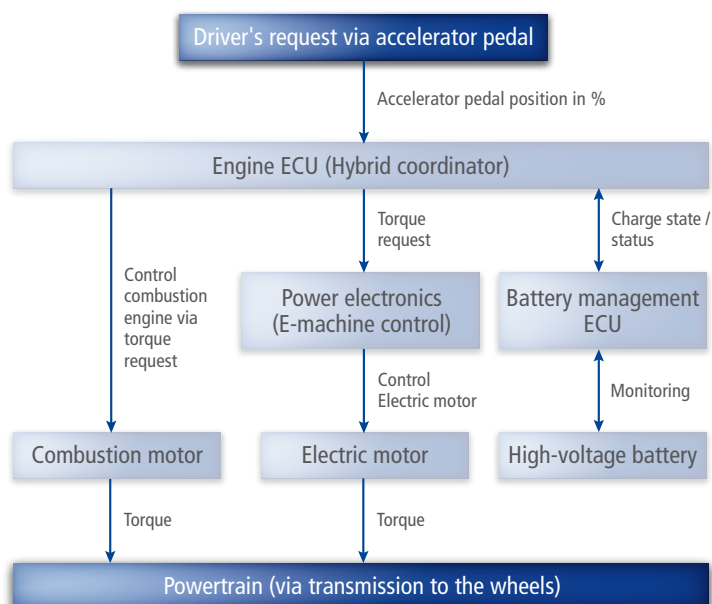 Driver's request via accelerator pedal
Accelerator pedal position in %
Engine ECU (Hybrid coordinator)
Control
combustion
engine via
torque
request
Torque
request
Charge state /
status
Power electronics
(E-machine control)
Battery management
ECU
Control
Electric motor
Monitoring
Combustion motor
Electric motor
High-voltage battery
Torque
Torque
Powertrain (via transmission to the wheels)